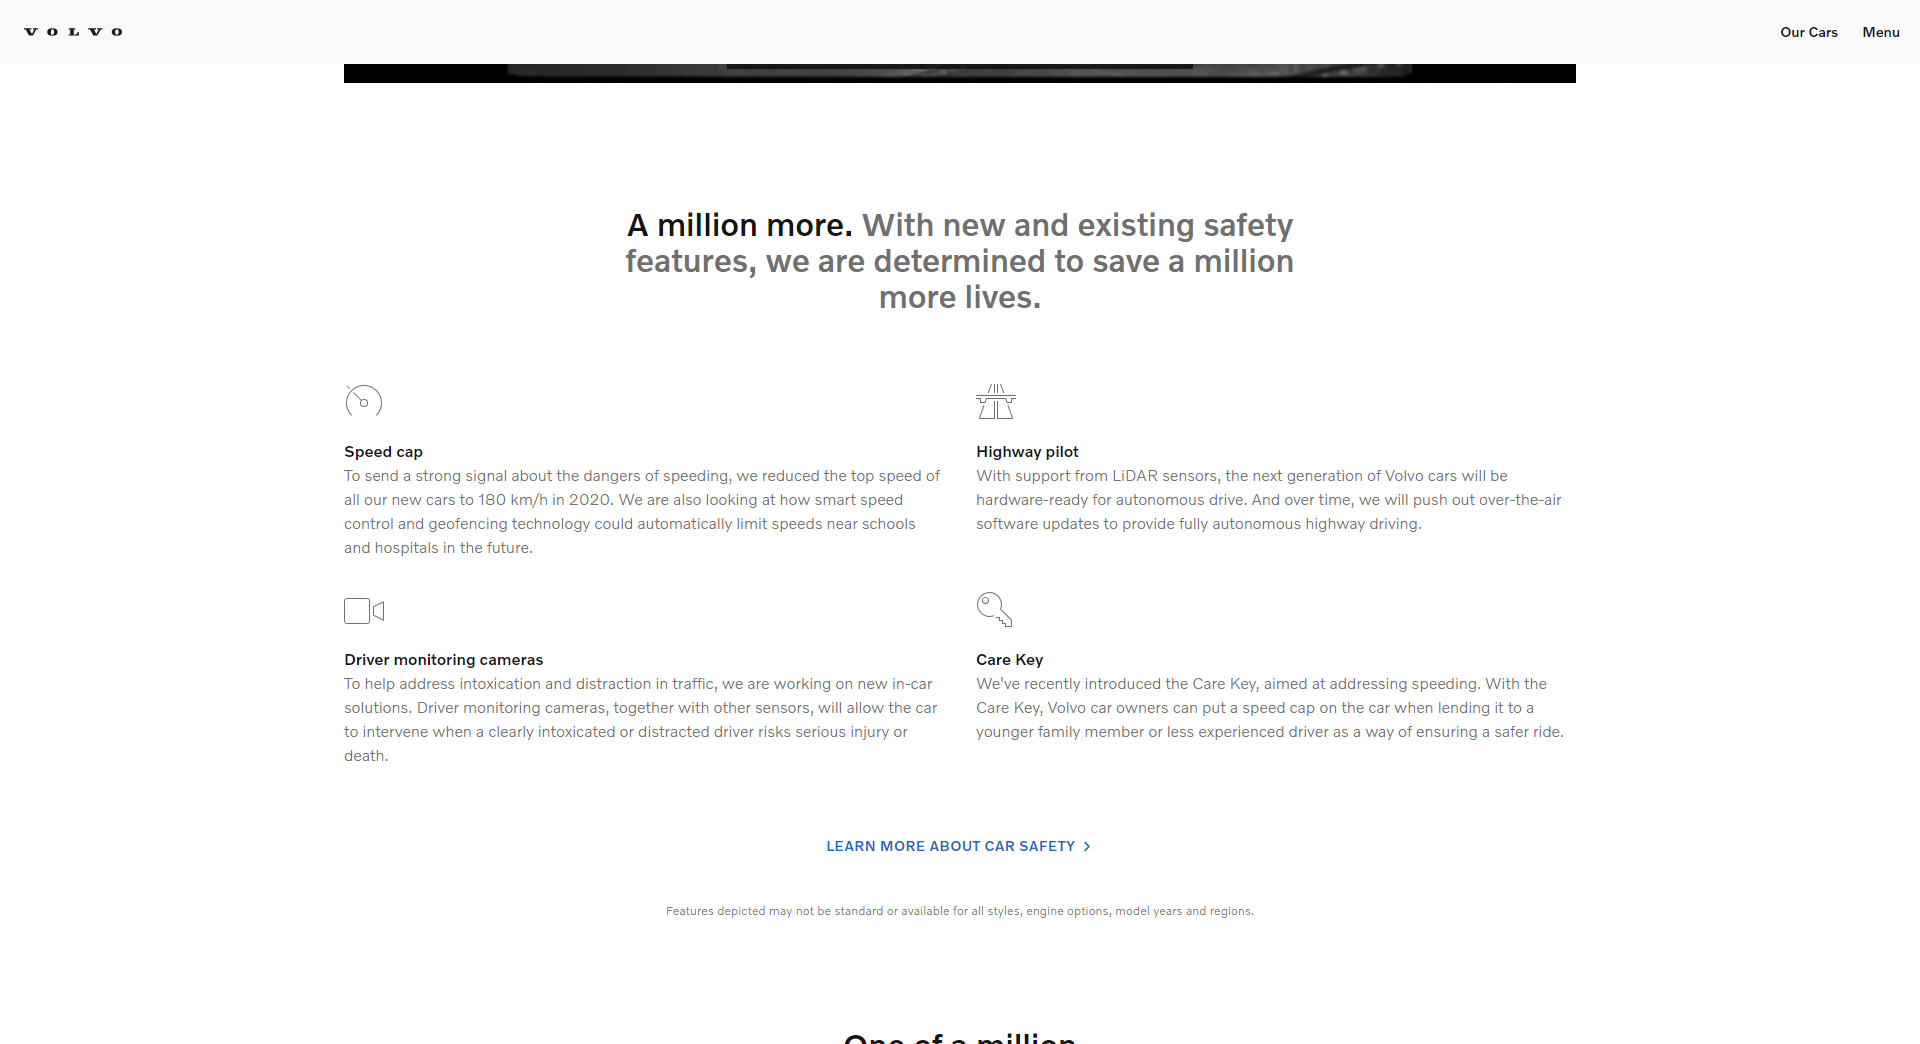 VOLVO
Our Cars
Menu
A million more. With new and existing safety
features, we are determined to save a million
more lives.
Speed cap
To send a strong signal about the dangers of speeding, we reduced the top speed of
all our new cars to 180 km/h in 2020. We are also looking at how smart speed
control and geofencing technology could automatically limit speeds near schools
and hospitals in the future.
Highway pilot
With support from LiDAR sensors, the next generation of Volvo cars will be
hardware-ready for autonomous drive. And over time, we will push out over-the-air
software updates to provide fully autonomous highway driving.
Driver monitoring cameras
To help address intoxication and distraction in traffic, we are working on new in-car
solutions. Driver monitoring cameras, together with other sensors, will allow the car
to intervene when a clearly intoxicated or distracted driver risks serious injury or
death.
Care Key
We've recently introduced the Care Key, aimed at addressing speeding. With the
Care Key, Volvo car owners can put a speed cap on the car when lending it to a
younger family member or less experienced driver as a way of ensuring a safer ride.
LEARN MORE ABOUT CAR SAFETY
Features depicted may not be standard or available for all styles, engine options, model years and regions.
One of a million